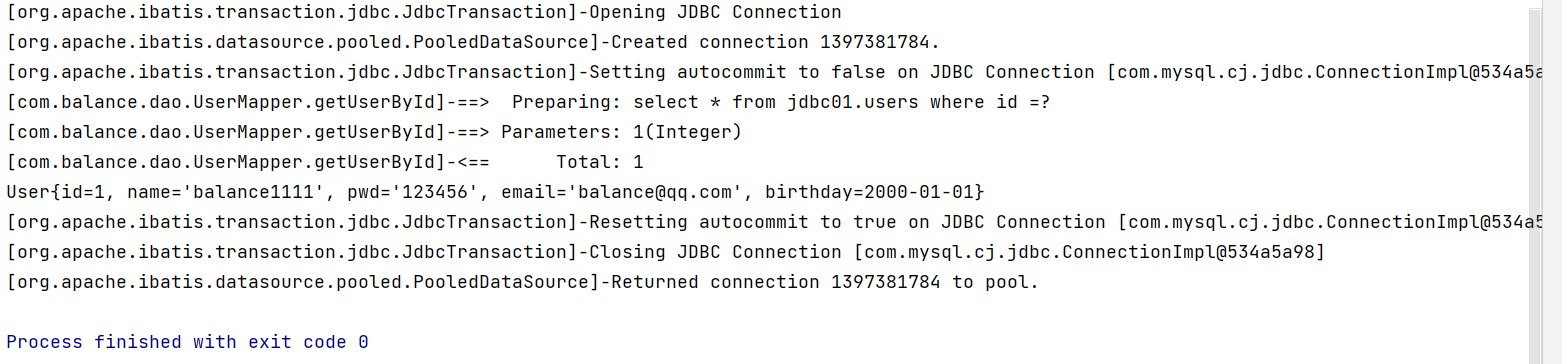 [org.apache.ibatis.transaction.jdbc.JdbcTransaction]-Opening JDBC Connection
[org.apache.ibatis.datasource.pooled.PooledDataSource]-Created connection 1397381784.
[org.apache.ibatis.transaction.jdbc.JdbcTransaction]-Setting autocommit to false on JDBC Connection [com.mysql.cj.jdbc.ConnectionImpl@534a5a
[com.balance.dao.UserMapper.getUserById]-==>  Preparing: select * from jdbc01.users where id =?
[com.balance.dao.UserMapper.getUserById]-==> Parameters: 1(Integer)
[com.balance.dao.UserMapper.getUserById]-<==      Total: 1
User{id=1, name='balance1111', pwd='123456', email='balance@qq.com', birthday=2000-01-01}
[org.apache.ibatis.transaction.jdbc.JdbcTransaction]-Resetting autocommit to true on JDBC Connection [com.mysql.cj.jdbc.ConnectionImpl@534a5
[org.apache.ibatis.transaction.jdbc.JdbcTransaction]-Closing JDBC Connection [com.mysql.cj.jdbc.ConnectionImpl@534a5a98]
[org.apache.ibatis.datasource.pooled.PooledDataSource]-Returned connection 1397381784 to pool.
Process finished with exit code 0